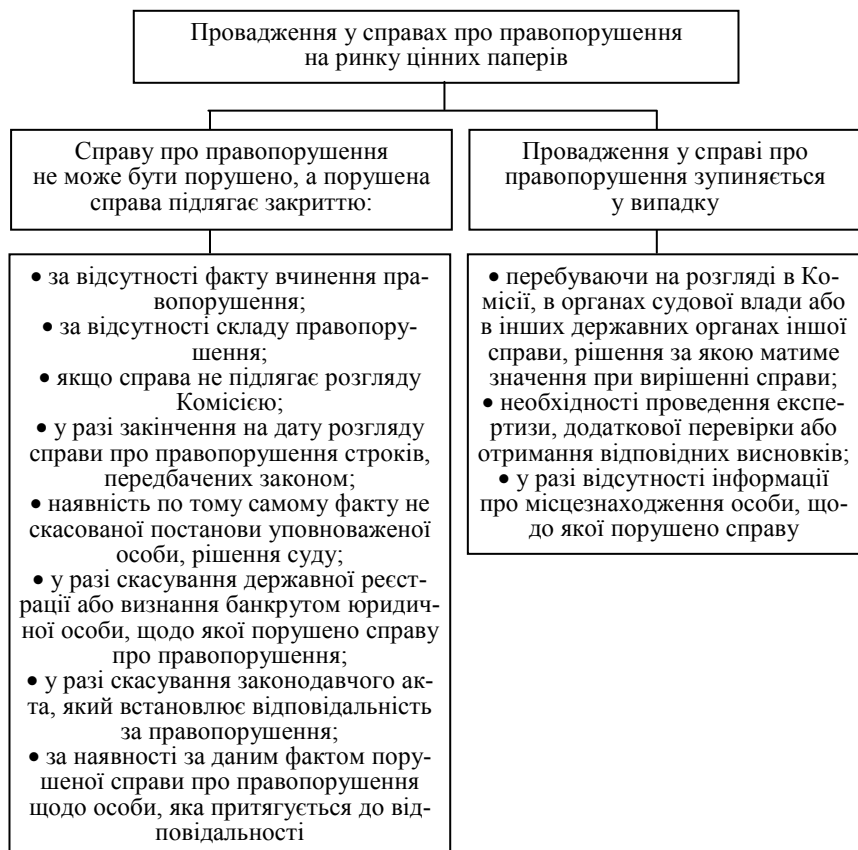 Провадження у справах про правопорушення
на ринку цінних паперів
Справу про правопорушення
не може бути порушено, а порушена
справа підлягає закриттю:
• за відсутності факту вчинення пра-
вопорушення;
• за відсутності складу правопору-
шення;
• якщо справа не підлягає розгляду
Комісією;
• у разі закінчення на дату розгляду
справи про правопорушення строків,
передбачених законом;
• наявність по тому самому факту не
скасованої постанови уповноваженої
особи, рішення суду;
• у разі скасування державної реєст-
рації або визнання банкрутом юридич-
ної особи, щодо якої порушено справу
про правопорушення;
• у разі скасування законодавчого ак-
та, який встановлює відповідальність
за правопорушення;
• за наявності за даним фактом пору-
шеної справи про правопорушення
щодо особи, яка притягується до від-
повідальності
Провадження у справі про
правопорушення зупиняється
у випадку
• перебуваючи на розгляді в Ко-
місії, в органах судової влади або
в інших державних органах іншої
справи, рішення за якою матиме
значення при вирішенні справи;
• необхідності проведення експе-
ртизи, додаткової перевірки або
отримання відповідних висновків;
• у разі відсутності інформації
про місцезнаходження особи, що-
до якої порушено справу